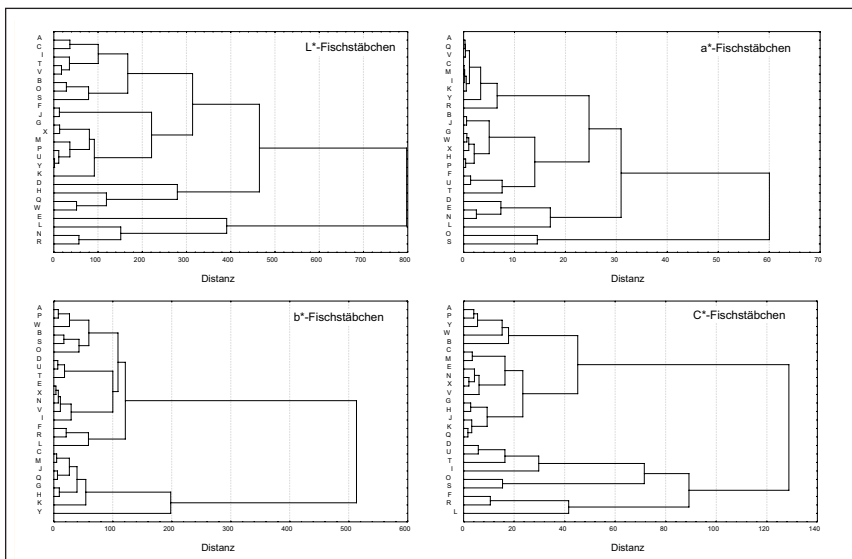 L*-Fischstäbchen
A
C
I
T
V
B
O
S
F
J
G
X
M
P
U
Y
K
D
H
Q
W
E
L
N
R
0 100 200 300 400 500 600 700 800
Distanz
a*-Fischstäbchen
A
Q
V
C
M
I
K
Y
R
B
J
G
W
X
H
P
F
U
T
D
E
N
L
O
S
0 10 20 30 40 50 60 70
Distanz
b*-Fischstäbchen
A
P
W
B
S
O
D
U
T
E
X
N
V
I
F
R
L
C
M
J
Q
G
H
K
Y
0 100 200 300 400 500 600
Distanz
C*-Fischstäbchen
A
P
Y
W
B
C
M
E
N
X
V
G
H
J
K
Q
D
U
T
I
O
S
F
R
L
0 20 40 60 80 100 120 140
Distanz